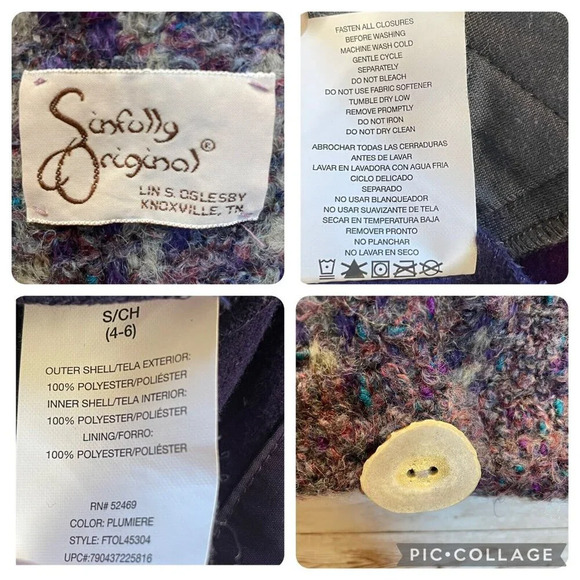 Sinfully
Original®
LIN S. OGLESBY
KNOXVILLE, TN
FASTEN ALL CLOSURES
BEFORE WASHING
MACHINE WASH COLD
GENTLE CYCLE
SEPARATELY
DO NOT BLEACH
DO NOT USE FABRIC SOFTENER
TUMBLE DRY LOW
REMOVE PROMPTLY
DO NOT IRON
DO NOT DRY CLEAN
ABROCHAR TODAS LAS CERRADURAS
ANTES DE LAVAR
LAVAR EN LAVADORA CON AGUA FRIA
CICLO DELICADO
SEPARADO
NO USAR BLANQUEADOR
NO USAR SUAVIZANTE DE TELA
SECAR EN TEMPERATURA BAJA
REMOVER PRONTO
NO PLANCHAR
NO LAVAR EN SECO
S/CH
(4-6)
OUTER SHELL/TELA EXTERIOR:
100% POLYESTER/POLIÉSTER
INNER SHELL/TELA INTERIOR:
100% POLYESTER/POLIÉSTER
LINING/FORRO:
100% POLYESTER/POLIÉSTER
RN# 52469
COLOR: PLUMIERE
STYLE: FTOL45304
UPC#:790437225816
PIC•COLLAGE